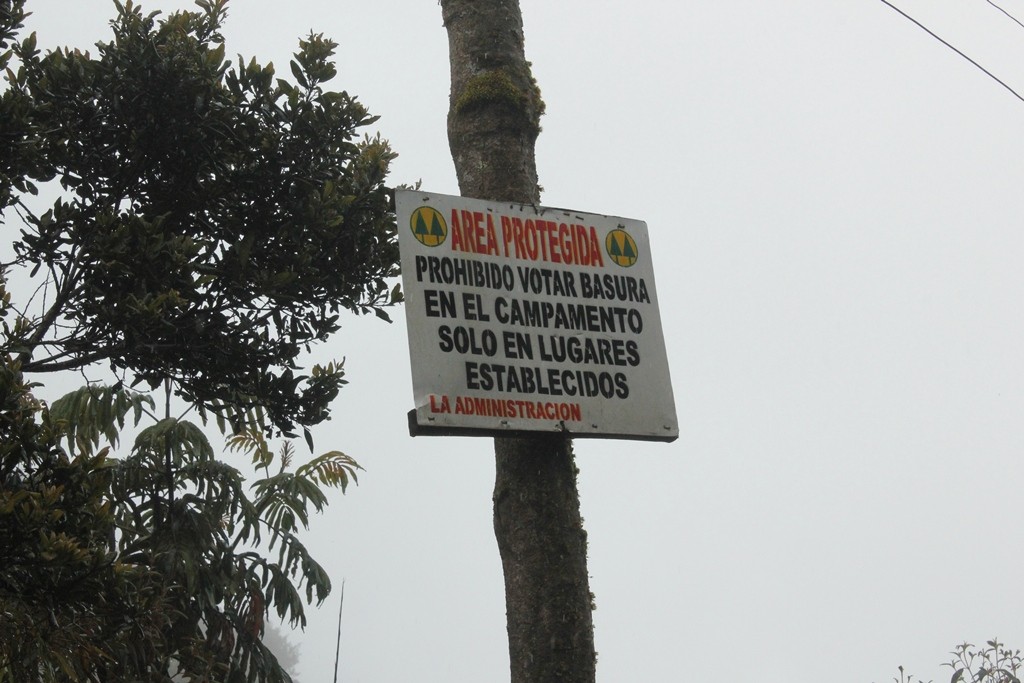 AREA PROTEGIDA
PROHIBIDO VOTAR BASURA
EN EL CAMPAMENTO
SOLO EN LUGARES
ESTABLECIDOS
LA ADMINISTRACION